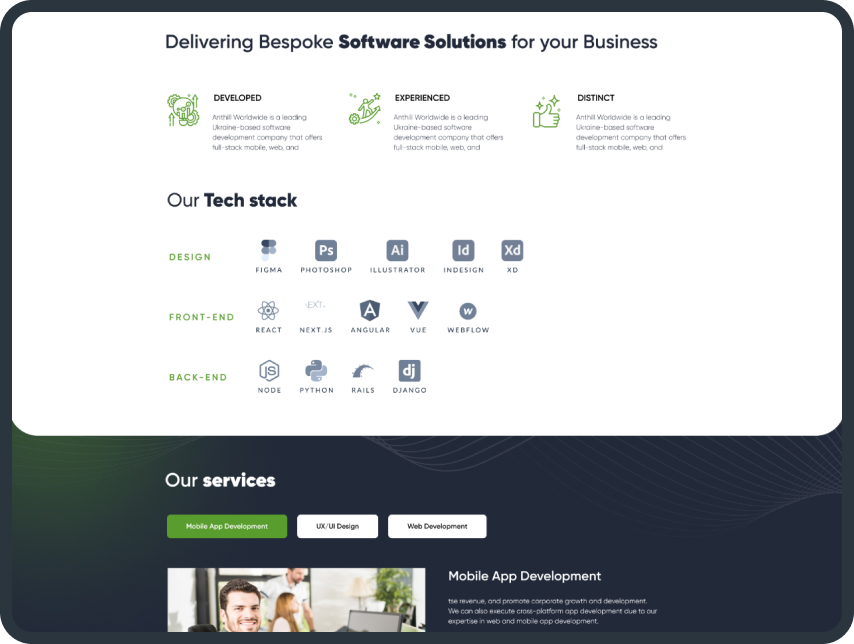 Delivering Bespoke Software Solutions for your Business
DEVELOPED
Anthill Worldwide is a leading
Ukraine-based software
development company that offers
full-stack mobile, web, and
EXPERIENCED
Anthill Worldwide is a leading
Ukraine-based software
development company that offers
full-stack mobile, web, and
DISTINCT
Anthill Worldwide is a leading
Ukraine-based software
development company that offers
full-stack mobile, web, and
Our Tech stack
DESIGN
Ps Ai Id Xd
FIGMA PHOTOSHOP ILLUSTRATOR INDESIGN XD
FRONT-END
.EXT. A w
REACT NEXT.JS ANGULAR VUE WEBFLOW
BACK-END
JS dj
NODE PYTHON RAILS DJANGO
Our services
Mobile App Development UX/UI Design Web Development
Mobile App Development
tse revenue, and promote corporate growth and development.
We can also execute cross-platform app development due to our
expertise in web and mobile app development.